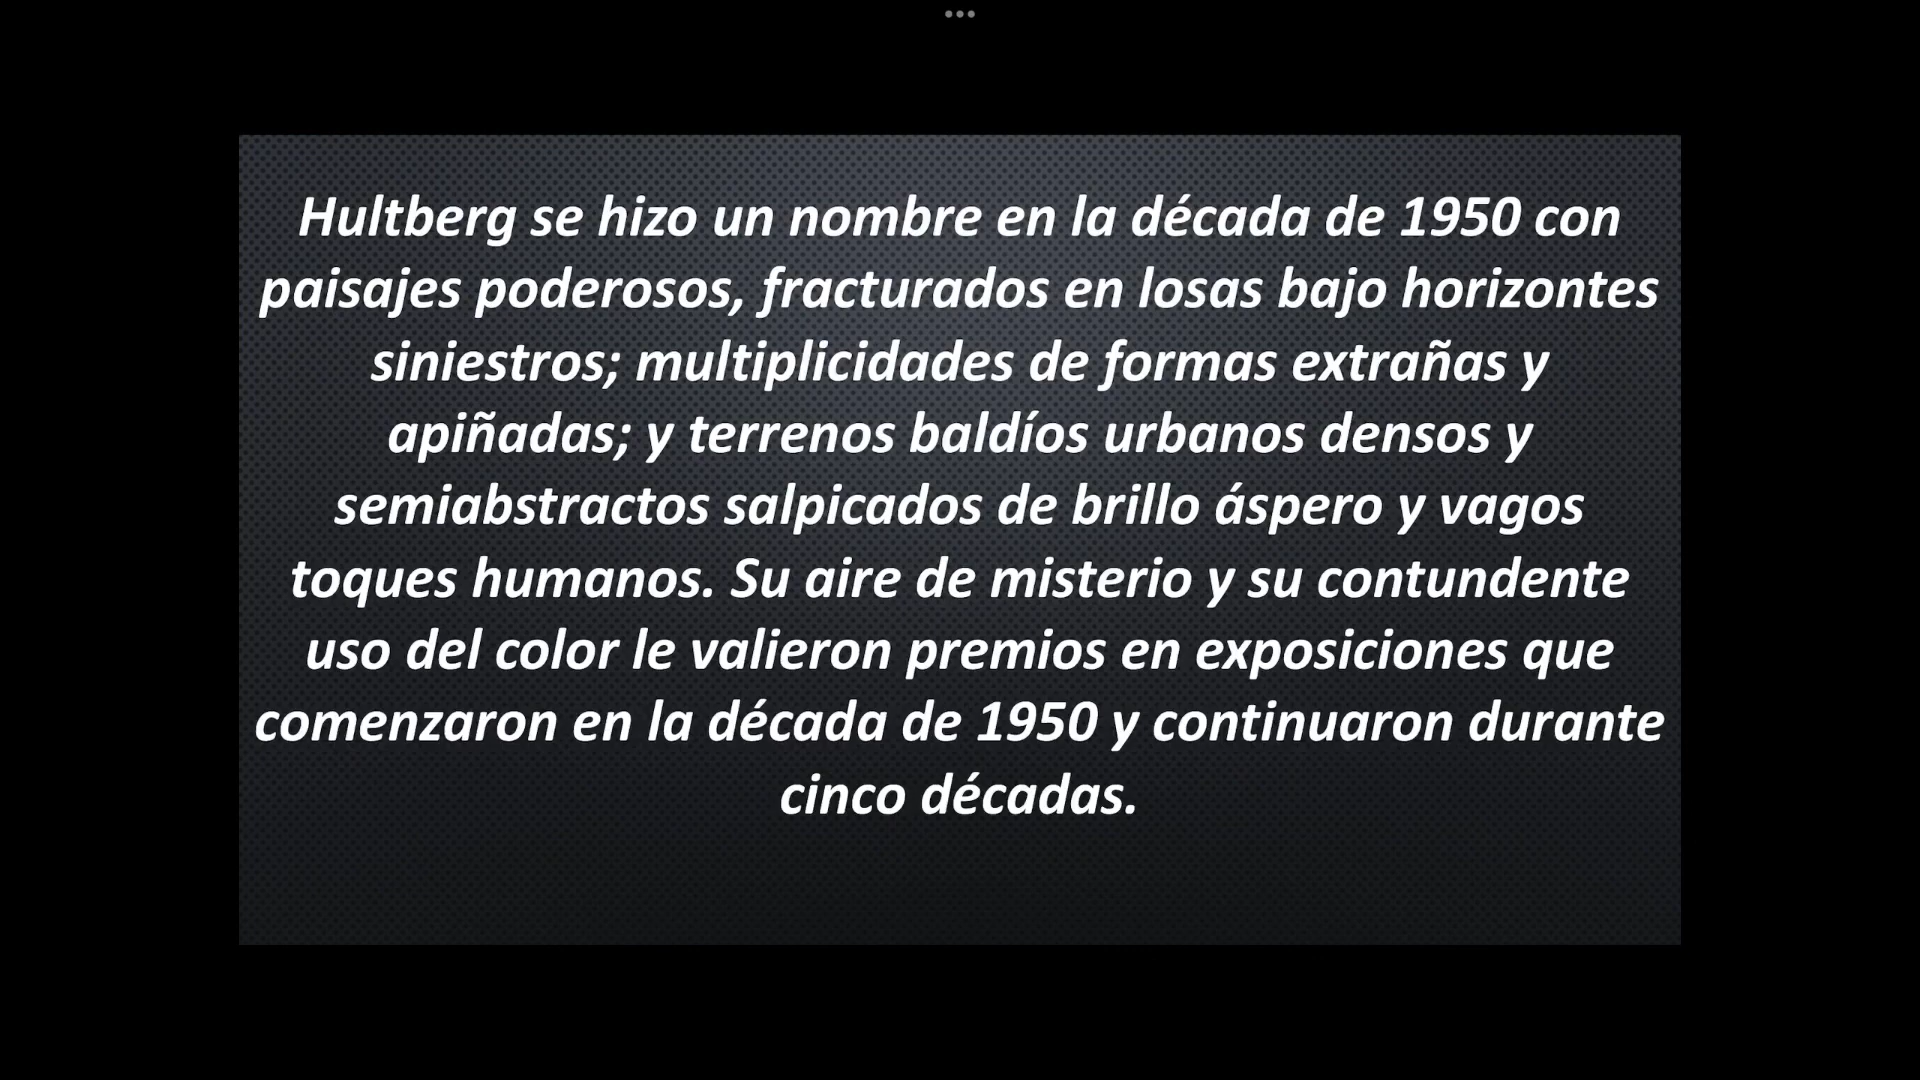 Hultberg se hizo un nombre en la década de 1950 con
paisajes poderosos, fracturados en losas bajo horizontes
siniestros; multiplicidades de formas extrañas y
apiñadas; y terrenos baldíos urbanos densos y
semiabstractos salpicados de brillo áspero y vagos
toques humanos. Su aire de misterio y su contundente
uso del color le valieron premios en exposiciones que
comenzaron en la década de 1950 y continuaron durante
cinco décadas.